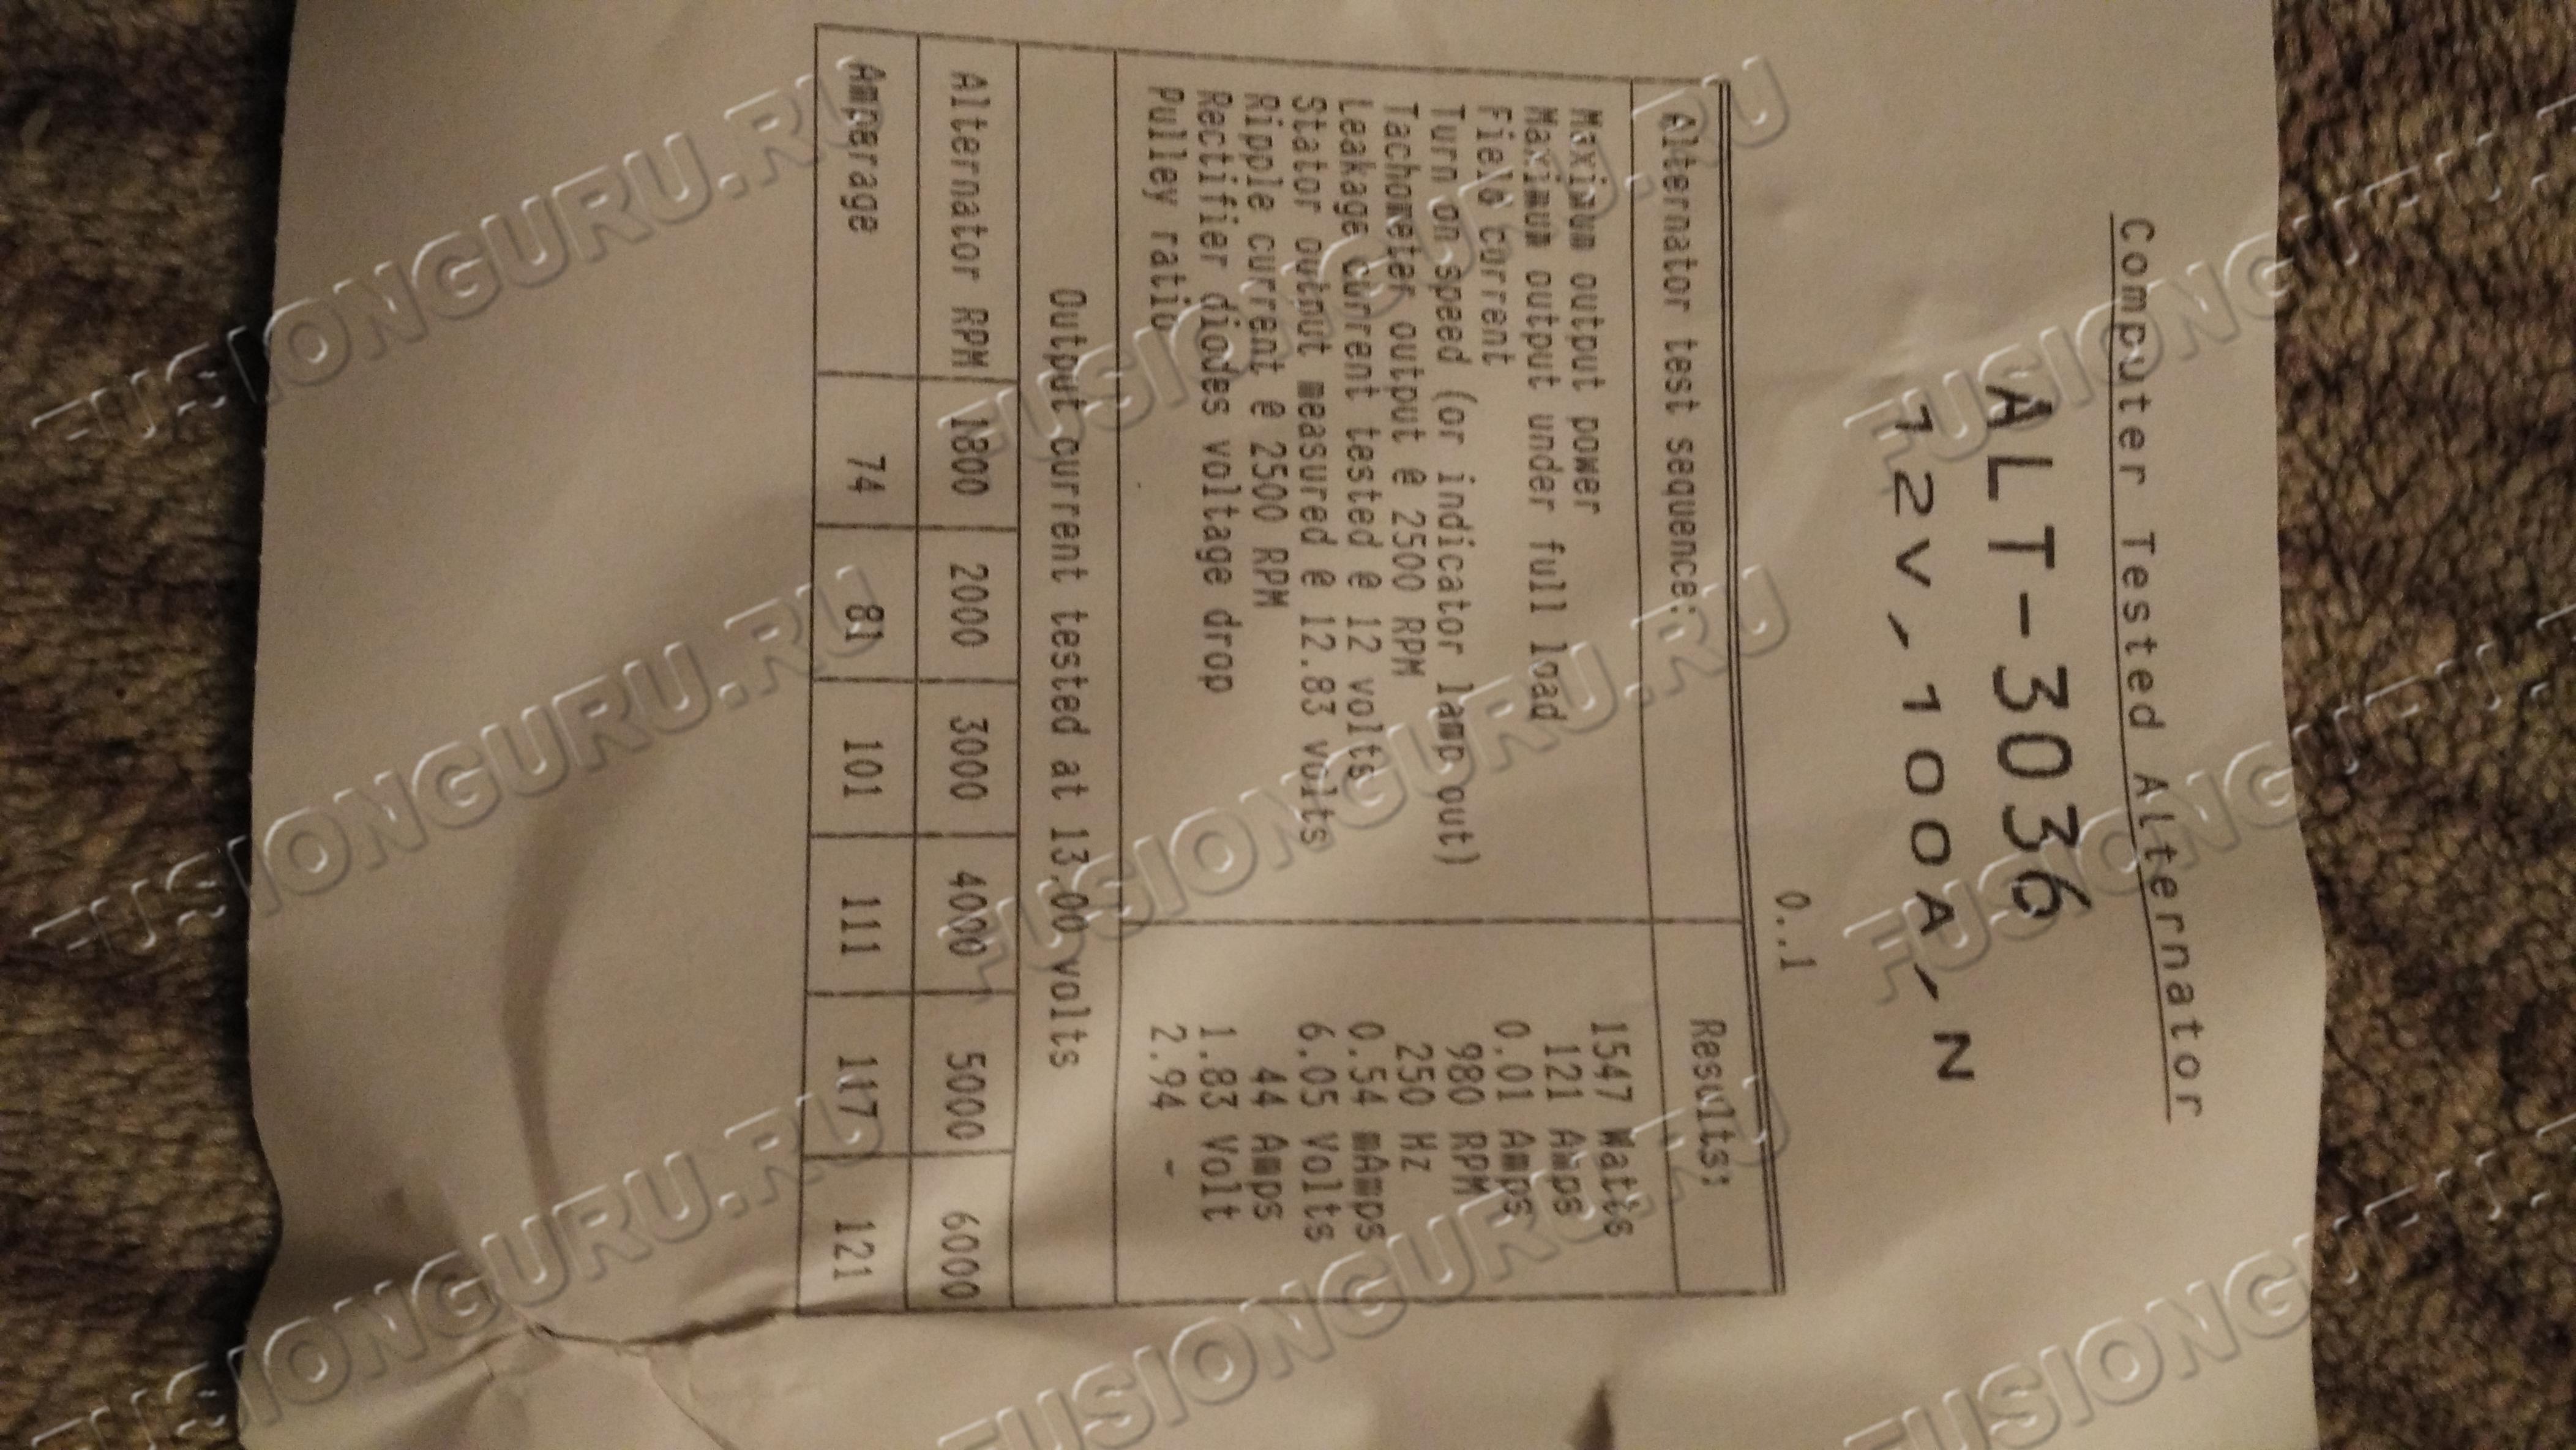 Computer Tested Alternator
ALT-3036
12V,100A,N
0..1
Alternator test sequence: Results:
Maximum output power 1547 Watts
Maximum output under full load 121 Amps
Field current 0.01 Amps
Turn on speed (or indicator lamp out) 980 RPM
Tachometer output @ 2500 RPM 250 Hz
Leakage current tested @ 12 volts 0.54 mAmps
Stator output measured @ 12.83 volts 6.05 Volts
Ripple current @ 2500 RPM 44 Amps
Rectifier diodes voltage drop 1.83 Volt
Pulley ratio 2.94 -
Output current tested at 13.00 volts
Alternator RPM 1800 2000 3000 4000 5000 6000
Amperage 74 81 101 111 117 121
FUSIONGURU.RU